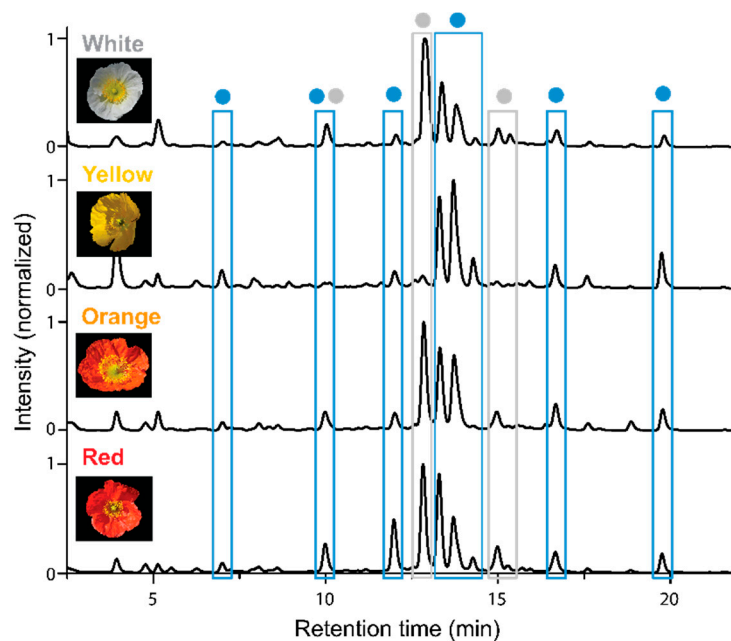 1
White
0
1
Yellow
0
1
Orange
0
1
Red
0
5
10
15
20
Retention time (min)
Intensity (normalized)